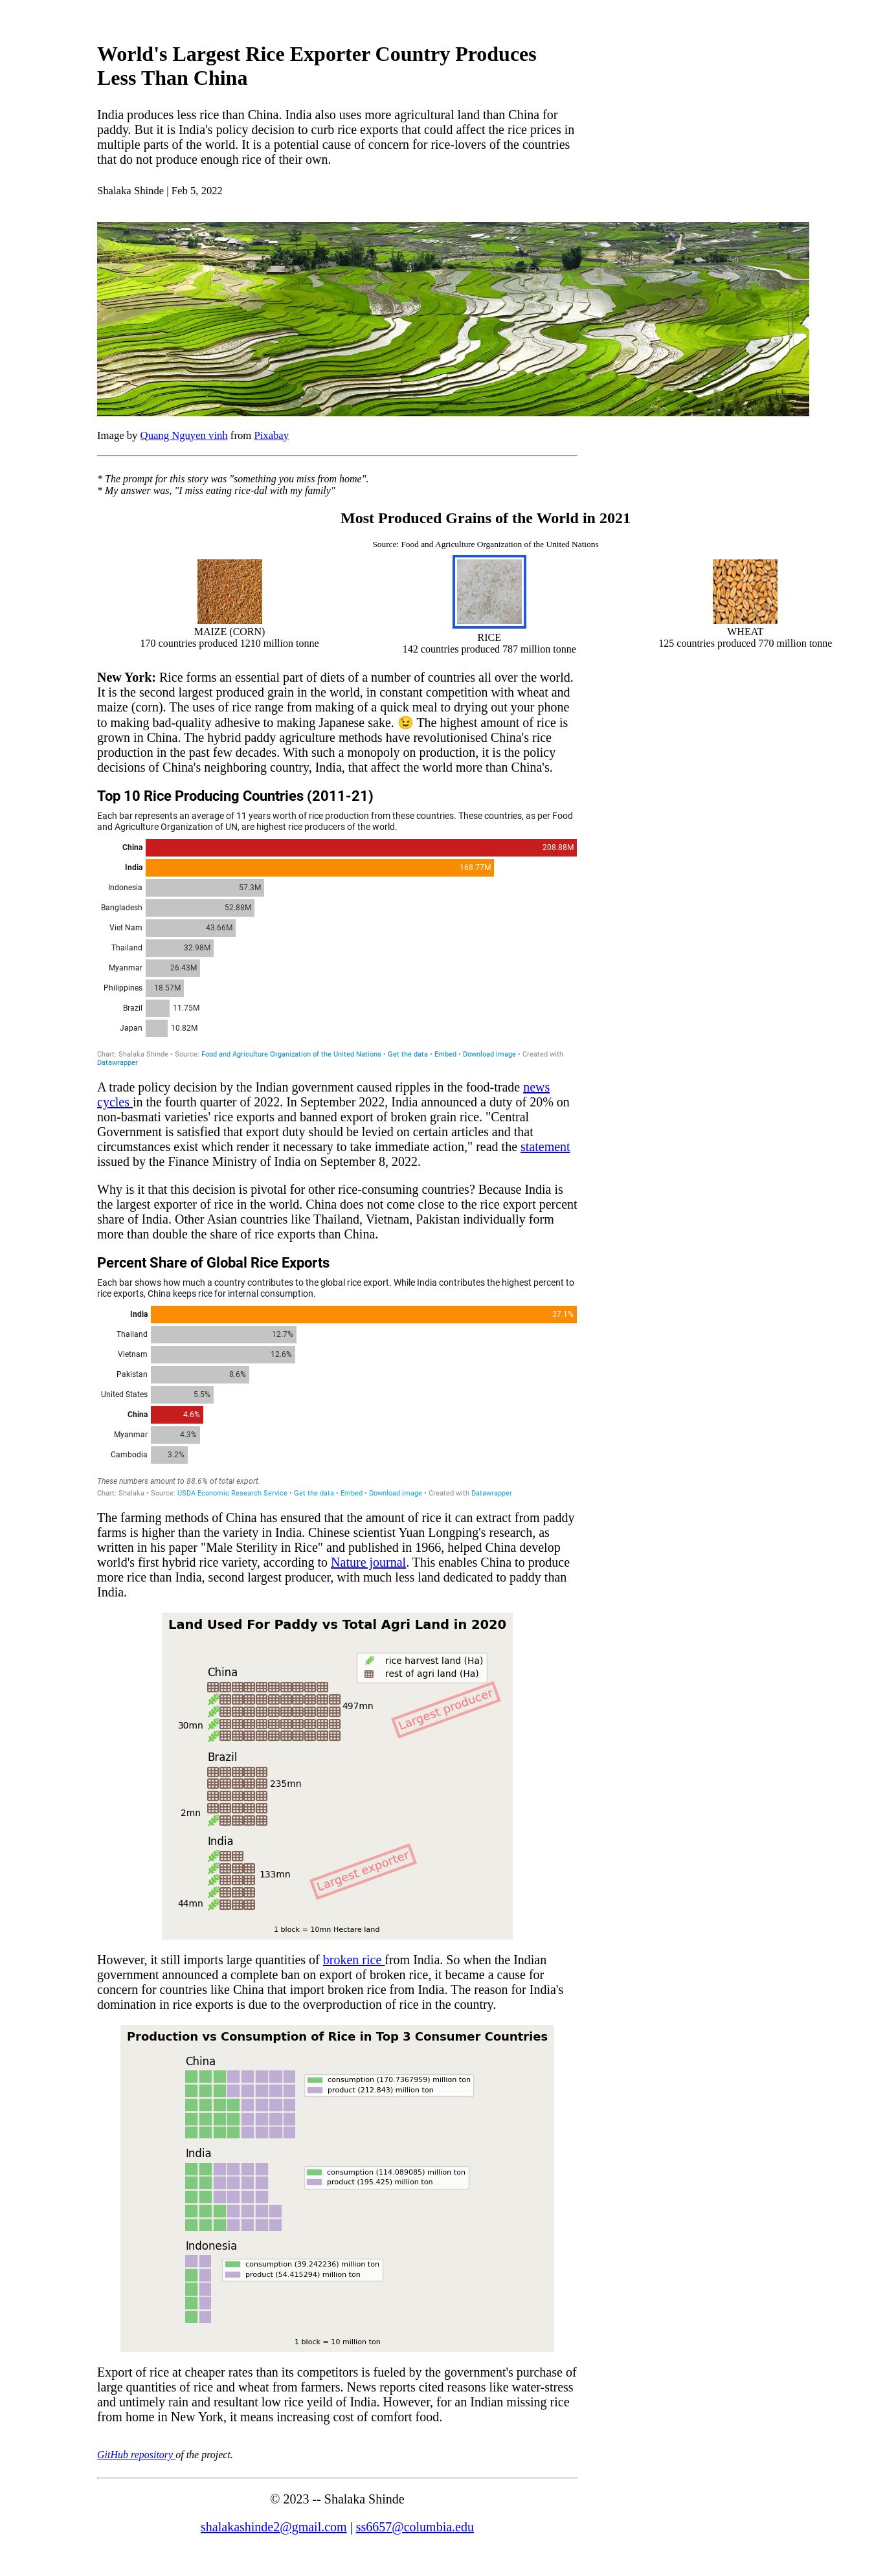 World's Largest Rice Exporter Country Produces
Less Than China
India produces less rice than China. India also uses more agricultural land than China for
paddy. But it is India's policy decision to curb rice exports that could affect the rice prices in
multiple parts of the world. It is a potential cause of concern for rice-lovers of the countries
that do not produce enough rice of their own.
Shalaka Shinde | Feb 5, 2022
Image by Quang Nguyen vinh from Pixabay
* The prompt for this story was "something you miss from home".
* My answer was, "I miss eating rice-dal with my family"
Most Produced Grains of the World in 2021
Source: Food and Agriculture Organization of the United Nations
MAIZE (CORN)
170 countries produced 1210 million tonne
RICE
142 countries produced 787 million tonne
WHEAT
125 countries produced 770 million tonne
New York: Rice forms an essential part of diets of a number of countries all over the world.
It is the second largest produced grain in the world, in constant competition with wheat and
maize (corn). The uses of rice range from making of a quick meal to drying out your phone
to making bad-quality adhesive to making Japanese sake. 😉 The highest amount of rice is
grown in China. The hybrid paddy agriculture methods have revolutionised China's rice
production in the past few decades. With such a monopoly on production, it is the policy
decisions of China's neighboring country, India, that affect the world more than China's.
Top 10 Rice Producing Countries (2011-21)
Each bar represents an average of 11 years worth of rice production from these countries. These countries, as per Food
and Agriculture Organization of UN, are highest rice producers of the world.
China 208.88M
India 168.77M
Indonesia 57.3M
Bangladesh 52.88M
Viet Nam 43.66M
Thailand 32.98M
Myanmar 26.43M
Philippines 18.57M
Brazil 11.75M
Japan 10.82M
Chart: Shalaka Shinde • Source: Food and Agriculture Organization of the United Nations • Get the data • Embed • Download image • Created with
Datawrapper
A trade policy decision by the Indian government caused ripples in the food-trade news
cycles in the fourth quarter of 2022. In September 2022, India announced a duty of 20% on
non-basmati varieties' rice exports and banned export of broken grain rice. "Central
Government is satisfied that export duty should be levied on certain articles and that
circumstances exist which render it necessary to take immediate action," read the statement
issued by the Finance Ministry of India on September 8, 2022.
Why is it that this decision is pivotal for other rice-consuming countries? Because India is
the largest exporter of rice in the world. China does not come close to the rice export percent
share of India. Other Asian countries like Thailand, Vietnam, Pakistan individually form
more than double the share of rice exports than China.
Percent Share of Global Rice Exports
Each bar shows how much a country contributes to the global rice export. While India contributes the highest percent to
rice exports, China keeps rice for internal consumption.
India 37.1%
Thailand 12.7%
Vietnam 12.6%
Pakistan 8.6%
United States 5.5%
China 4.6%
Myanmar 4.3%
Cambodia 3.2%
These numbers amount to 88.6% of total export.
Chart: Shalaka • Source: USDA Economic Research Service • Get the data • Embed • Download image • Created with Datawrapper
The farming methods of China has ensured that the amount of rice it can extract from paddy
farms is higher than the variety in India. Chinese scientist Yuan Longping's research, as
written in his paper "Male Sterility in Rice" and published in 1966, helped China develop
world's first hybrid rice variety, according to Nature journal. This enables China to produce
more rice than India, second largest producer, with much less land dedicated to paddy than
India.
Land Used For Paddy vs Total Agri Land in 2020
rice harvest land (Ha)
rest of agri land (Ha)
China
497mn
30mn
Largest producer
Brazil
235mn
2mn
India
133mn
44mn
Largest exporter
1 block = 10mn Hectare land
However, it still imports large quantities of broken rice from India. So when the Indian
government announced a complete ban on export of broken rice, it became a cause for
concern for countries like China that import broken rice from India. The reason for India's
domination in rice exports is due to the overproduction of rice in the country.
Production vs Consumption of Rice in Top 3 Consumer Countries
China
consumption (170.7367959) million ton
product (212.843) million ton
India
consumption (114.089085) million ton
product (195.425) million ton
Indonesia
consumption (39.242236) million ton
product (54.415294) million ton
1 block = 10 million ton
Export of rice at cheaper rates than its competitors is fueled by the government's purchase of
large quantities of rice and wheat from farmers. News reports cited reasons like water-stress
and untimely rain and resultant low rice yeild of India. However, for an Indian missing rice
from home in New York, it means increasing cost of comfort food.
GitHub repository of the project.
© 2023 -- Shalaka Shinde
shalakashinde2@gmail.com | ss6657@columbia.edu